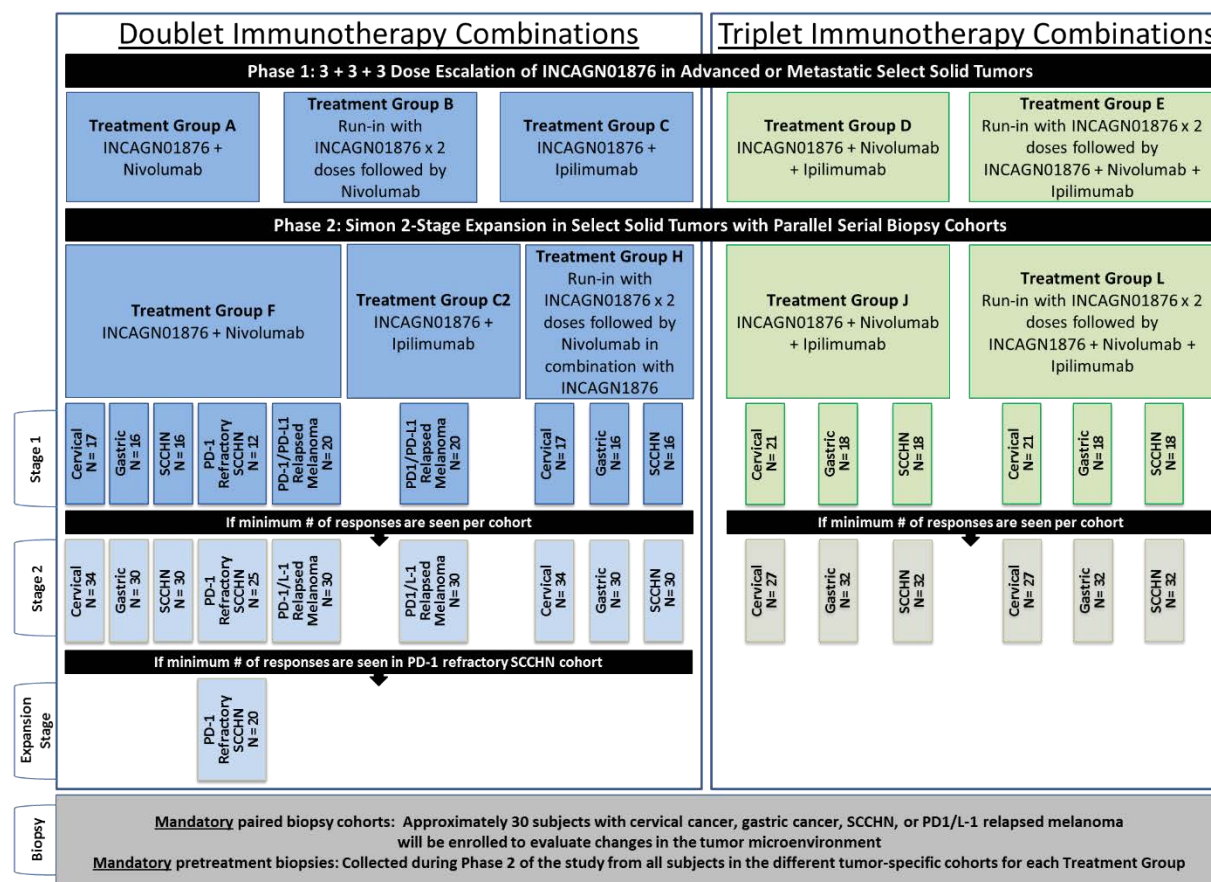 Doublet Immunotherapy Combinations
Triplet Immunotherapy Combinations
Phase 1: 3 + 3 + 3 Dose Escalation of INCAGN01876 in Advanced or Metastatic Select Solid Tumors
Treatment Group A
INCAGN01876 +
Nivolumab
Treatment Group B
Run-in with
INCAGN01876 x 2
doses followed by
Nivolumab
Treatment Group C
INCAGN01876 +
Ipilimumab
Treatment Group D
INCAGN01876 + Nivolumab
+ Ipilimumab
Treatment Group E
Run-in with INCAGN01876 x 2
doses followed by
INCAGN01876 + Nivolumab +
Ipilimumab
Phase 2: Simon 2-Stage Expansion in Select Solid Tumors with Parallel Serial Biopsy Cohorts
Treatment Group F
INCAGN01876 + Nivolumab
Treatment Group C2
INCAGN01876 +
Ipilimumab
Treatment Group H
Run-in with
INCAGN01876 x 2
doses followed by
Nivolumab in
combination with
INCAGN1876
Treatment Group J
INCAGN01876 + Nivolumab
+ Ipilimumab
Treatment Group L
Run-in with INCAGN01876 x 2
doses followed by
INCAGN1876 + Nivolumab +
Ipilimumab
Stage 1
Cervical
N = 17
Gastric
N = 16
SCCHN
N = 16
PD-1
Refractory
SCCHN
N = 12
PD-1/PD-L1
Relapsed
Melanoma
N = 20
PD1/PD-L1
Relapsed
Melanoma
N = 20
Cervical
N = 17
Gastric
N = 16
SCCHN
N = 16
Cervical
N = 21
Gastric
N = 18
SCCHN
N = 18
Cervical
N = 21
Gastric
N = 18
SCCHN
N = 18
If minimum # of responses are seen per cohort
If minimum # of responses are seen per cohort
Stage 2
Cervical
N = 34
Gastric
N = 30
SCCHN
N = 30
PD-1
Refractory
SCCHN
N = 25
PD-1/L-1
Relapsed
Melanoma
N = 30
PD1/L-1
Relapsed
Melanoma
N = 30
Cervical
N = 34
Gastric
N = 30
SCCHN
N = 30
Cervical
N = 27
Gastric
N = 32
SCCHN
N = 32
Cervical
N = 27
Gastric
N = 32
SCCHN
N = 32
If minimum # of responses are seen in PD-1 refractory SCCHN cohort
Expansion
Stage
PD-1
Refractory
SCCHN
N = 20
Biopsy
Mandatory paired biopsy cohorts: Approximately 30 subjects with cervical cancer, gastric cancer, SCCHN, or PD1/L-1 relapsed melanoma
will be enrolled to evaluate changes in the tumor microenvironment
Mandatory pretreatment biopsies: Collected during Phase 2 of the study from all subjects in the different tumor-specific cohorts for each Treatment Group